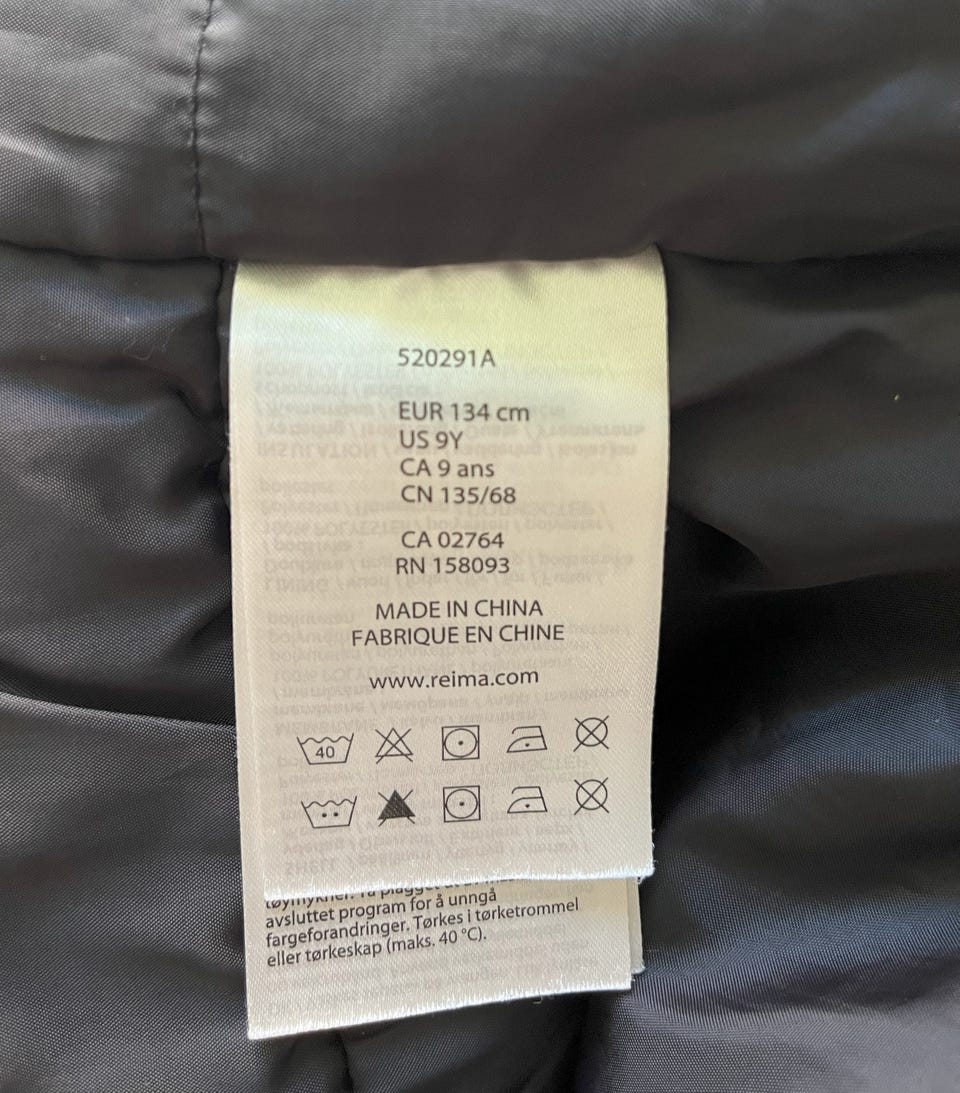 520291A
EUR 134 cm
US 9Y
CA 9 ans
CN 135/68
CA 02764
RN 158093
MADE IN CHINA
FABRIQUE EN CHINE
www.reima.com
40
avsluttet program for å unngå
fargeforandringer. Tørkes i tørketrommel
eller tørkeskap (maks. 40 °C).